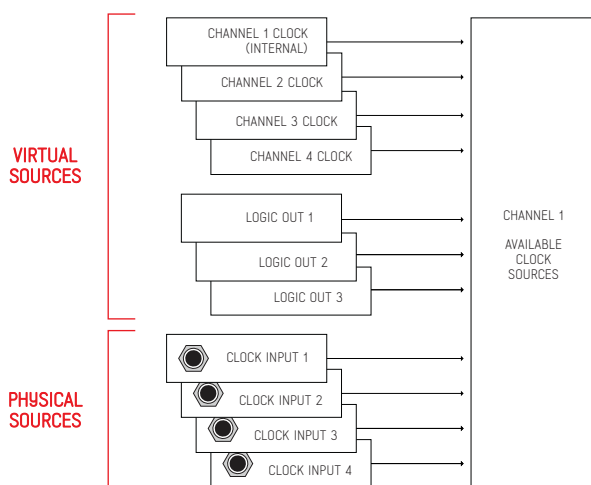 CHANNEL 1 CLOCK
(INTERNAL)
CHANNEL 2 CLOCK
CHANNEL 3 CLOCK
CHANNEL 4 CLOCK
VIRTUAL
SOURCES
LOGIC OUT 1
LOGIC OUT 2
LOGIC OUT 3
CHANNEL 1
AVAILABLE
CLOCK
SOURCES
PHYSICAL
SOURCES
CLOCK INPUT 1
CLOCK INPUT 2
CLOCK INPUT 3
CLOCK INPUT 4